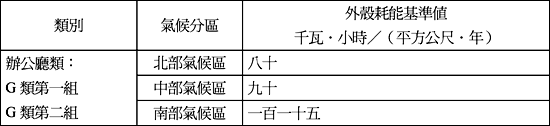 類別 氣候分區 外殼耗能基準值
千瓦．小時／（平方公尺．年）
辦公廳類： 北部氣候區 八十
G 類第一組 中部氣候區 九十
G 類第二組 南部氣候區 一百一十五